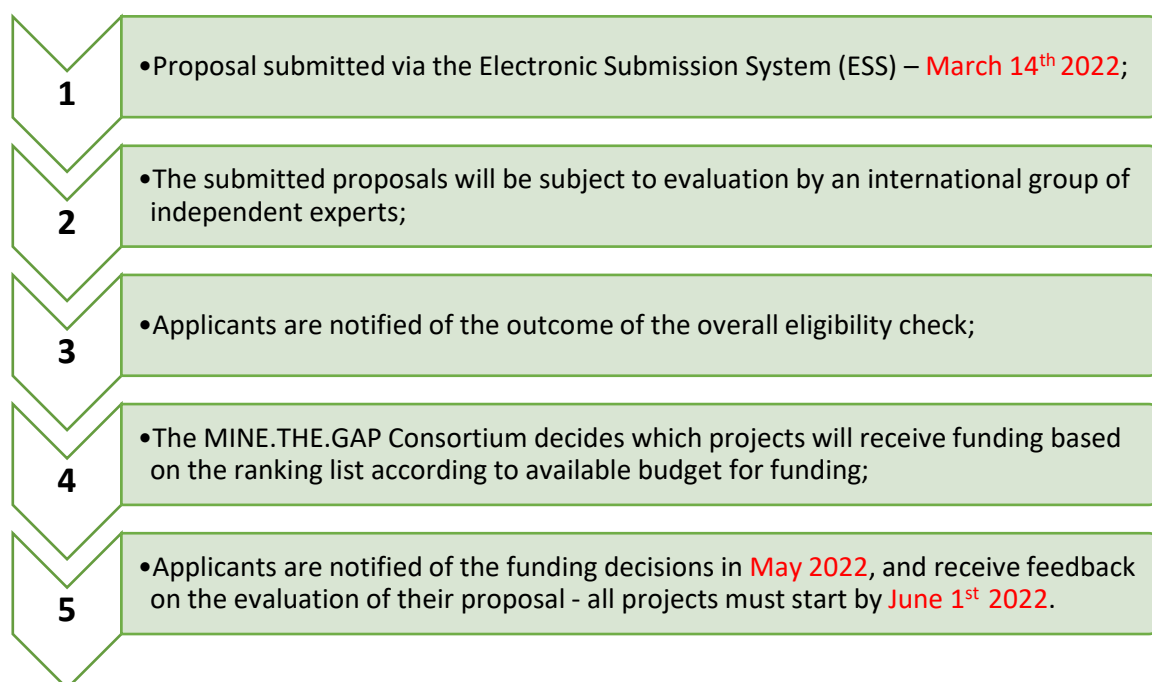 1
•Proposal submitted via the Electronic Submission System (ESS) – March 14th 2022;
2
•The submitted proposals will be subject to evaluation by an international group of
independent experts;
3
•Applicants are notified of the outcome of the overall eligibility check;
4
•The MINE.THE.GAP Consortium decides which projects will receive funding based
on the ranking list according to available budget for funding;
5
•Applicants are notified of the funding decisions in May 2022, and receive feedback
on the evaluation of their proposal - all projects must start by June 1st 2022.